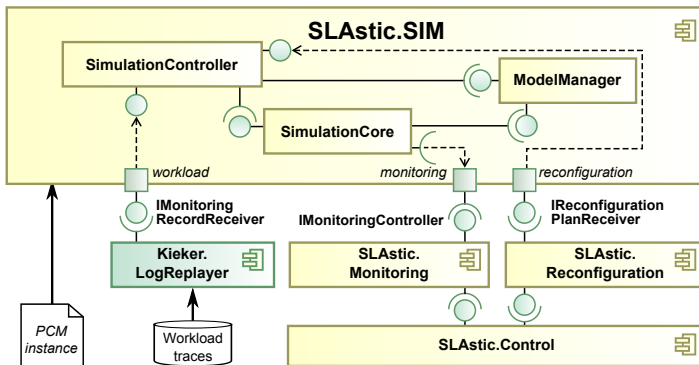 SLAstic.SIM
SimulationController
ModelManager
SimulationCore
workload
monitoring
reconfiguration
IMonitoring
RecordReceiver
IMonitoringController
IReconfiguration
PlanReceiver
Kieker.
LogReplayer
SLAstic.
Monitoring
SLAstic.
Reconfiguration
PCM
instance
Workload
traces
SLAstic.Control